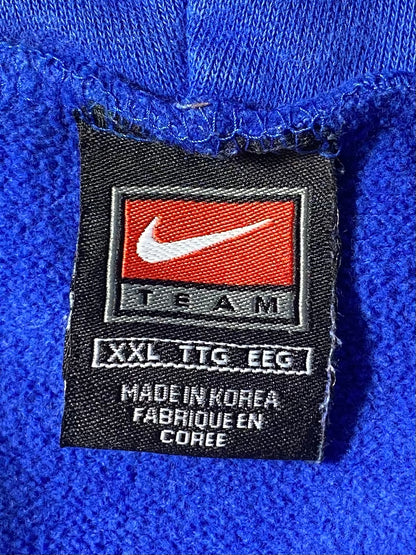 TEAM
XXL TTG EEG
MADE IN KOREA
FABRIQUE EN
COREE